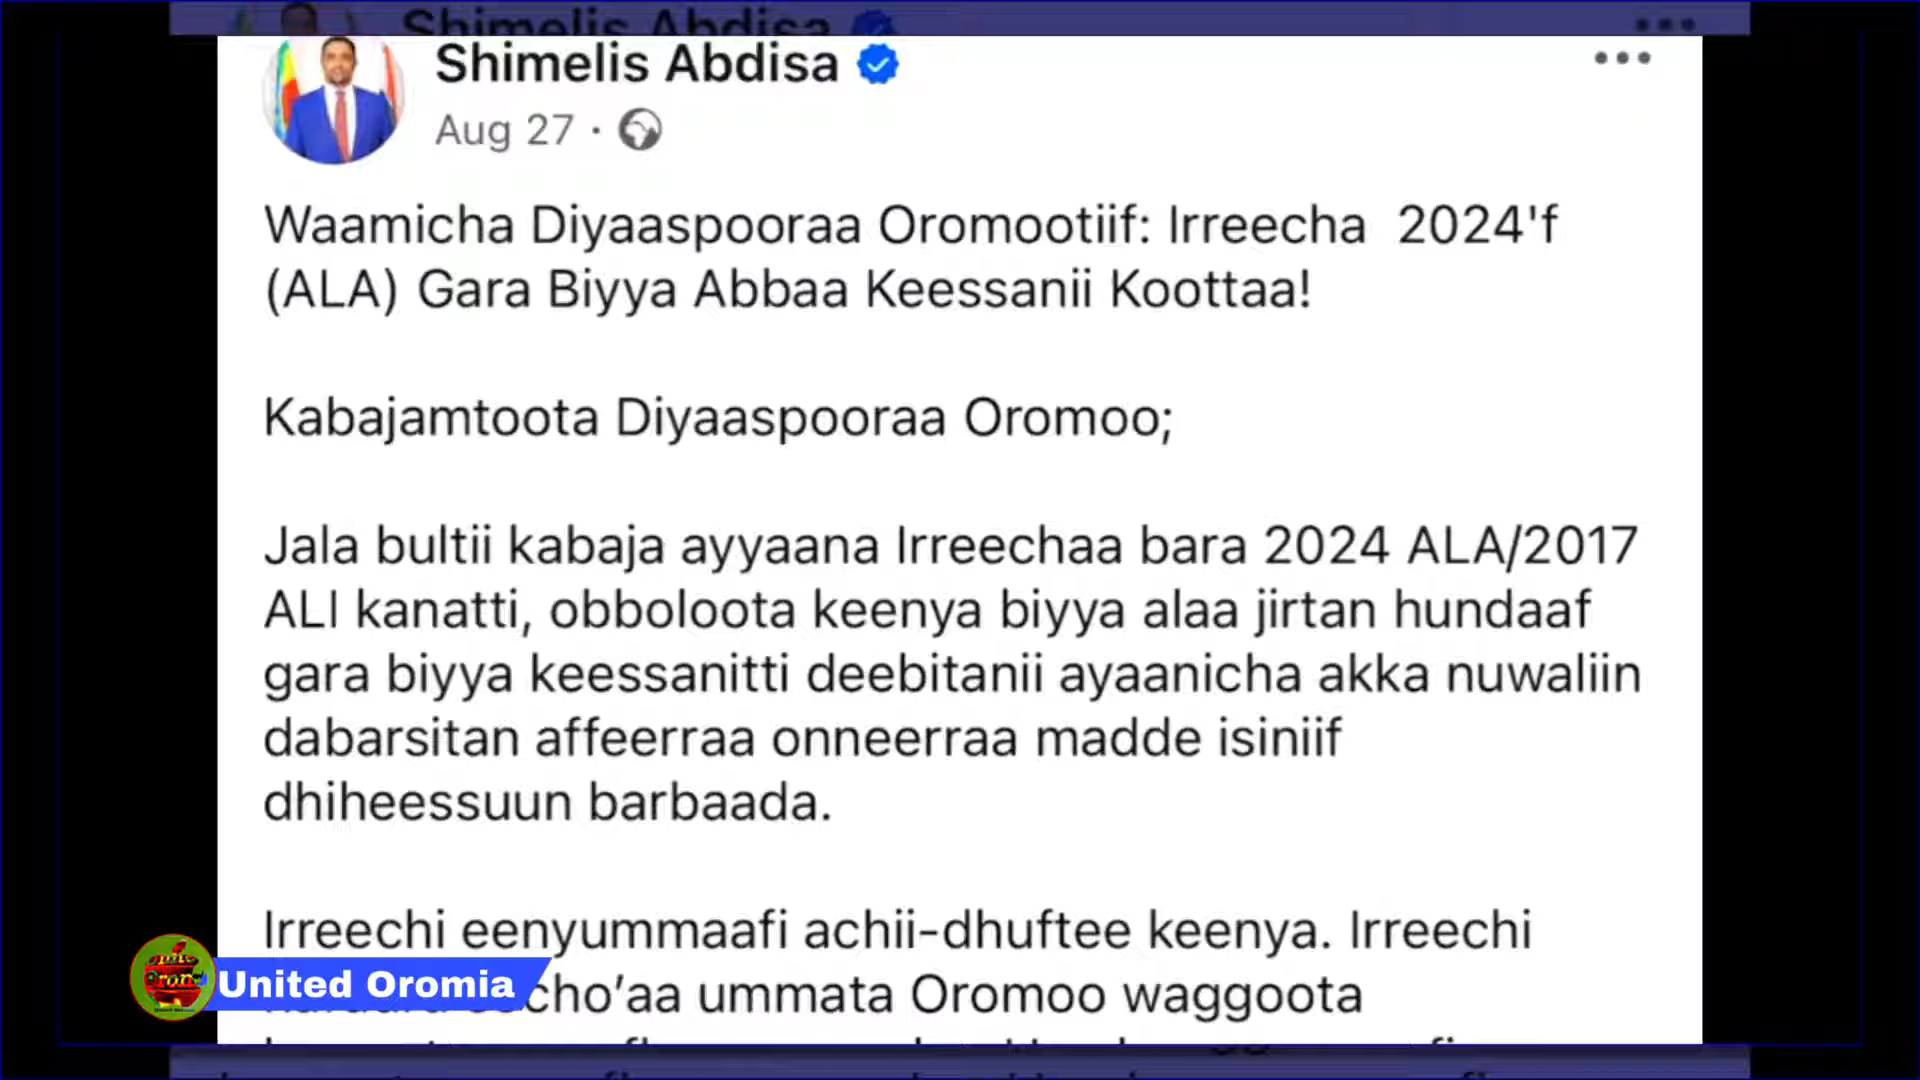 Shimelis Abdisa
Shimelis Abdisa
Aug 27 ·
Waamicha Diyaaspooraa Oromootiif: Irreecha 2024'f
(ALA) Gara Biyya Abbaa Keessanii Koottaa!
Kabajamtoota Diyaaspooraa Oromoo;
Jala bultii kabaja ayyaana Irreechaa bara 2024 ALA/2017
ALI kanatti, obboloota keenya biyya alaa jirtan hundaaf
gara biyya keessanitti deebitanii ayaanicha akka nuwaliin
dabarsitan affeerraa onneerraa madde isiniif
dhiheessuun barbaada.
Irreechi eenyummaafi achii-dhuftee keenya. Irreechi
ummata Oromoo waggoota
United Oromia